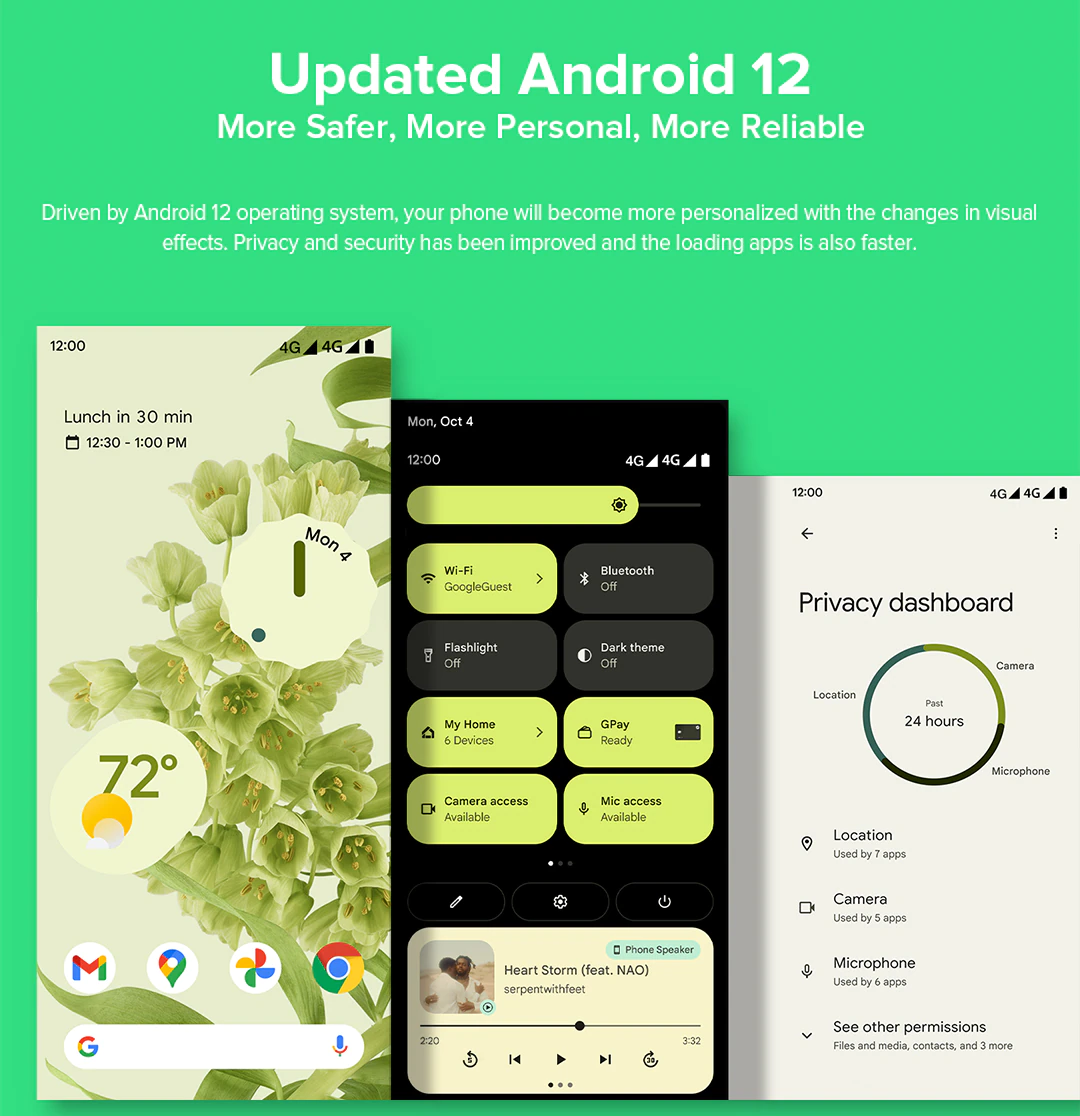 Updated Android 12
More Safer, More Personal, More Reliable
Driven by Android 12 operating system, your phone will become more personalized with the changes in visual
effects. Privacy and security has been improved and the loading apps is also faster.
12:00
4G 4G
Lunch in 30 min
12:30 - 1:00 PM
Mon 4
72°
Mon, Oct 4
12:00
4G 4G
Wi-Fi
GoogleGuest
Bluetooth
Off
Flashlight
Off
Dark theme
Off
My Home
6 Devices
GPay
Ready
Camera access
Available
Mic access
Available
Phone Speaker
Heart Storm (feat. NAO)
serpentwithfeet
2:20
3:32
5
30
12:00
4G 4G
Privacy dashboard
Camera
Location
Past
24 hours
Microphone
Location
Used by 7 apps
Camera
Used by 5 apps
Microphone
Used by 6 apps
See other permissions
Files and media, contacts, and 3 more